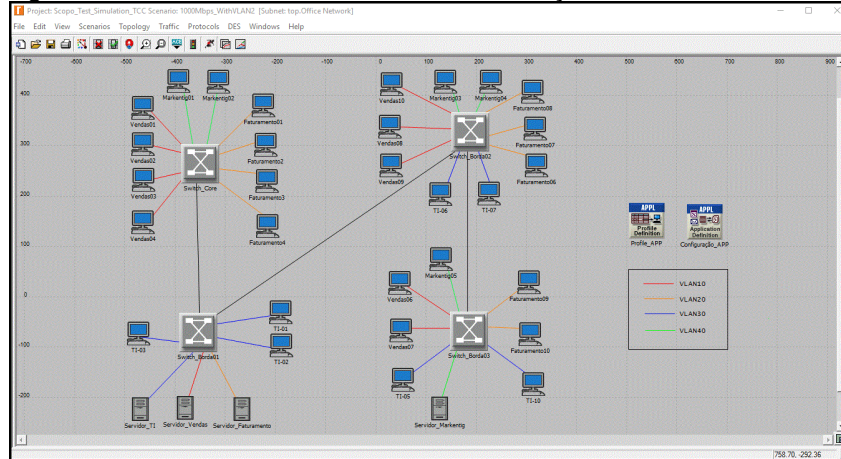 Project: Scopo_Test_Simulation_TCC Scenario: 1000Mbps_WithVLAN2 [Subnet: top.Office Network]
File Edit View Scenarios Topology Traffic Protocols DES Windows Help
-700 -600 -500 -400 -300 -200 -100 0 100 200 300 400 500 600 700 800 900
400
300
200
100
0
-100
-200
Markentig01
Markentig02
Vendas01
Faturamento01
Vendas02
Faturamento2
Vendas03
Switch_Core
Faturamento3
Vendas04
Faturamento4
Vendas10
Markentig03
Markentig04
Faturamento08
Vendas08
Switch_Borda02
Faturamento07
Vendas09
Faturamento06
TI-06
TI-07
APPL
Profile
Definition
Profile_APP
APPL
Application
Definition
Configuração_APP
Markentig05
Vendas06
Faturamento09
Vendas07
Switch_Borda03
Faturamento10
TI-05
TI-10
Servidor_Markentig
TI-01
TI-03
Switch_Borda01
TI-02
Servidor_TI
Servidor_Vendas
Servidor_Faturamento
VLAN10
VLAN20
VLAN30
VLAN40
758.70, -292.36